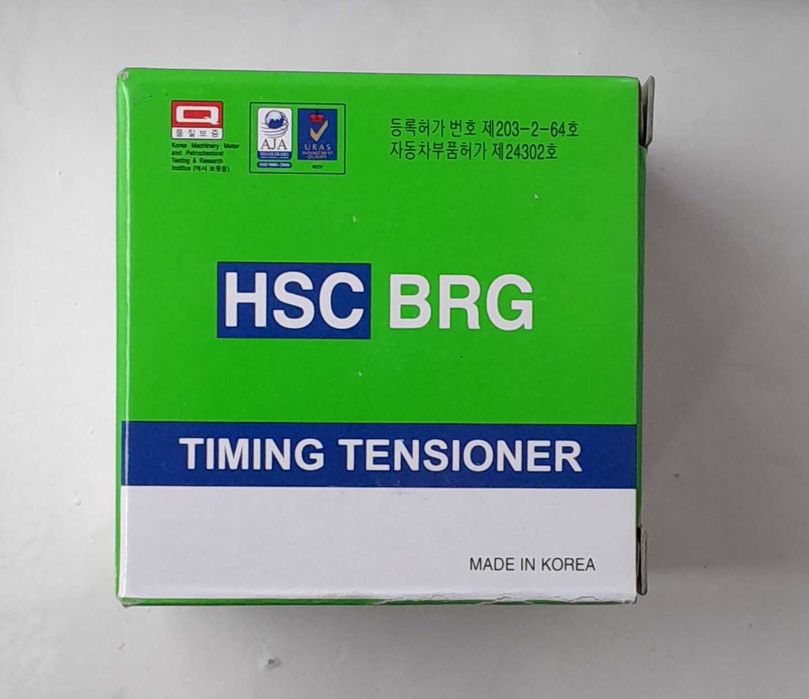 Q
품질보증
Korea Machinery Meter
and Petrochemical
Testing & Research
Institute
AJA
UKAS
등록허가 번호 제203-2-64호
자동차부품허가 제24302호
HSC BRG
TIMING TENSIONER
MADE IN KOREA